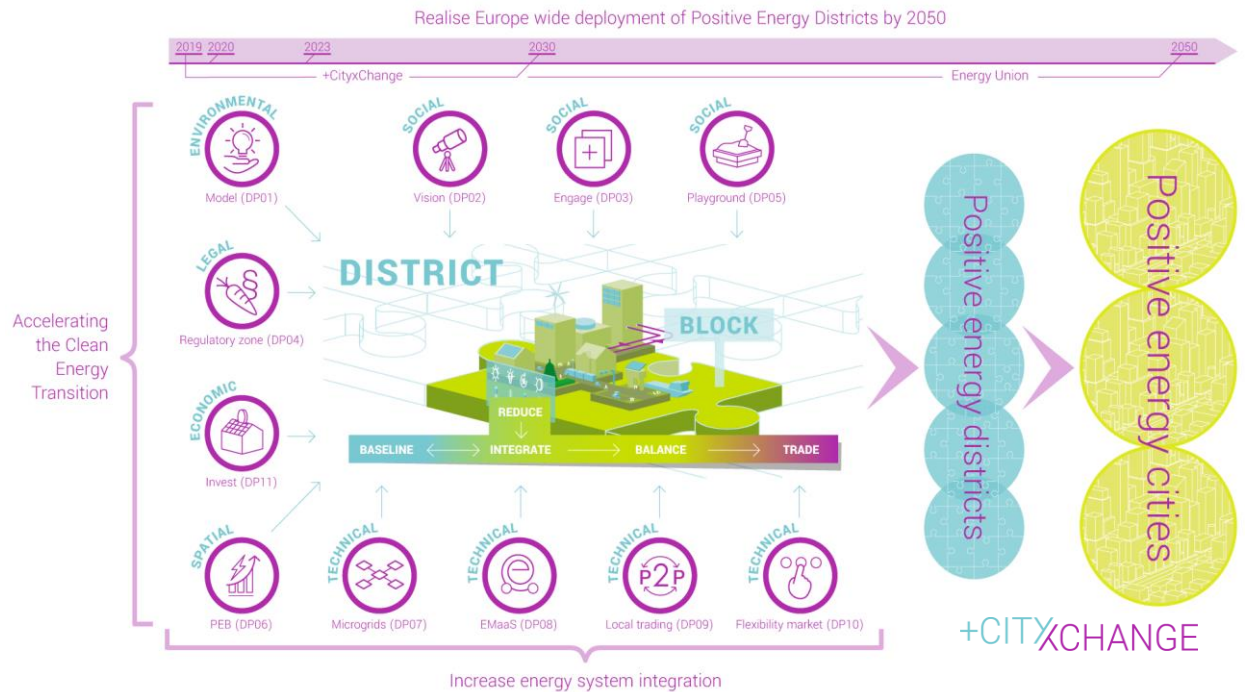 Realise Europe wide deployment of Positive Energy Districts by 2050
2019 2020 2023 2030 2050
+CityxChange Energy Union
ENVIRONMENTAL
Model (DP01)
SOCIAL
Vision (DP02)
SOCIAL
Engage (DP03)
SOCIAL
Playground (DP05)
LEGAL
Regulatory zone (DP04)
Accelerating
the Clean
Energy
Transition
ECONOMIC
Invest (DP11)
DISTRICT
BLOCK
REDUCE
BASELINE INTEGRATE BALANCE TRADE
SPATIAL
PEB (DP06)
TECHNICAL
Microgrids (DP07)
TECHNICAL
e
EMaaS (DP08)
TECHNICAL
P2P
Local trading (DP09)
TECHNICAL
Flexibility market (DP10)
Increase energy system integration
Positive energy districts
Positive energy cities
+CITYXCHANGE